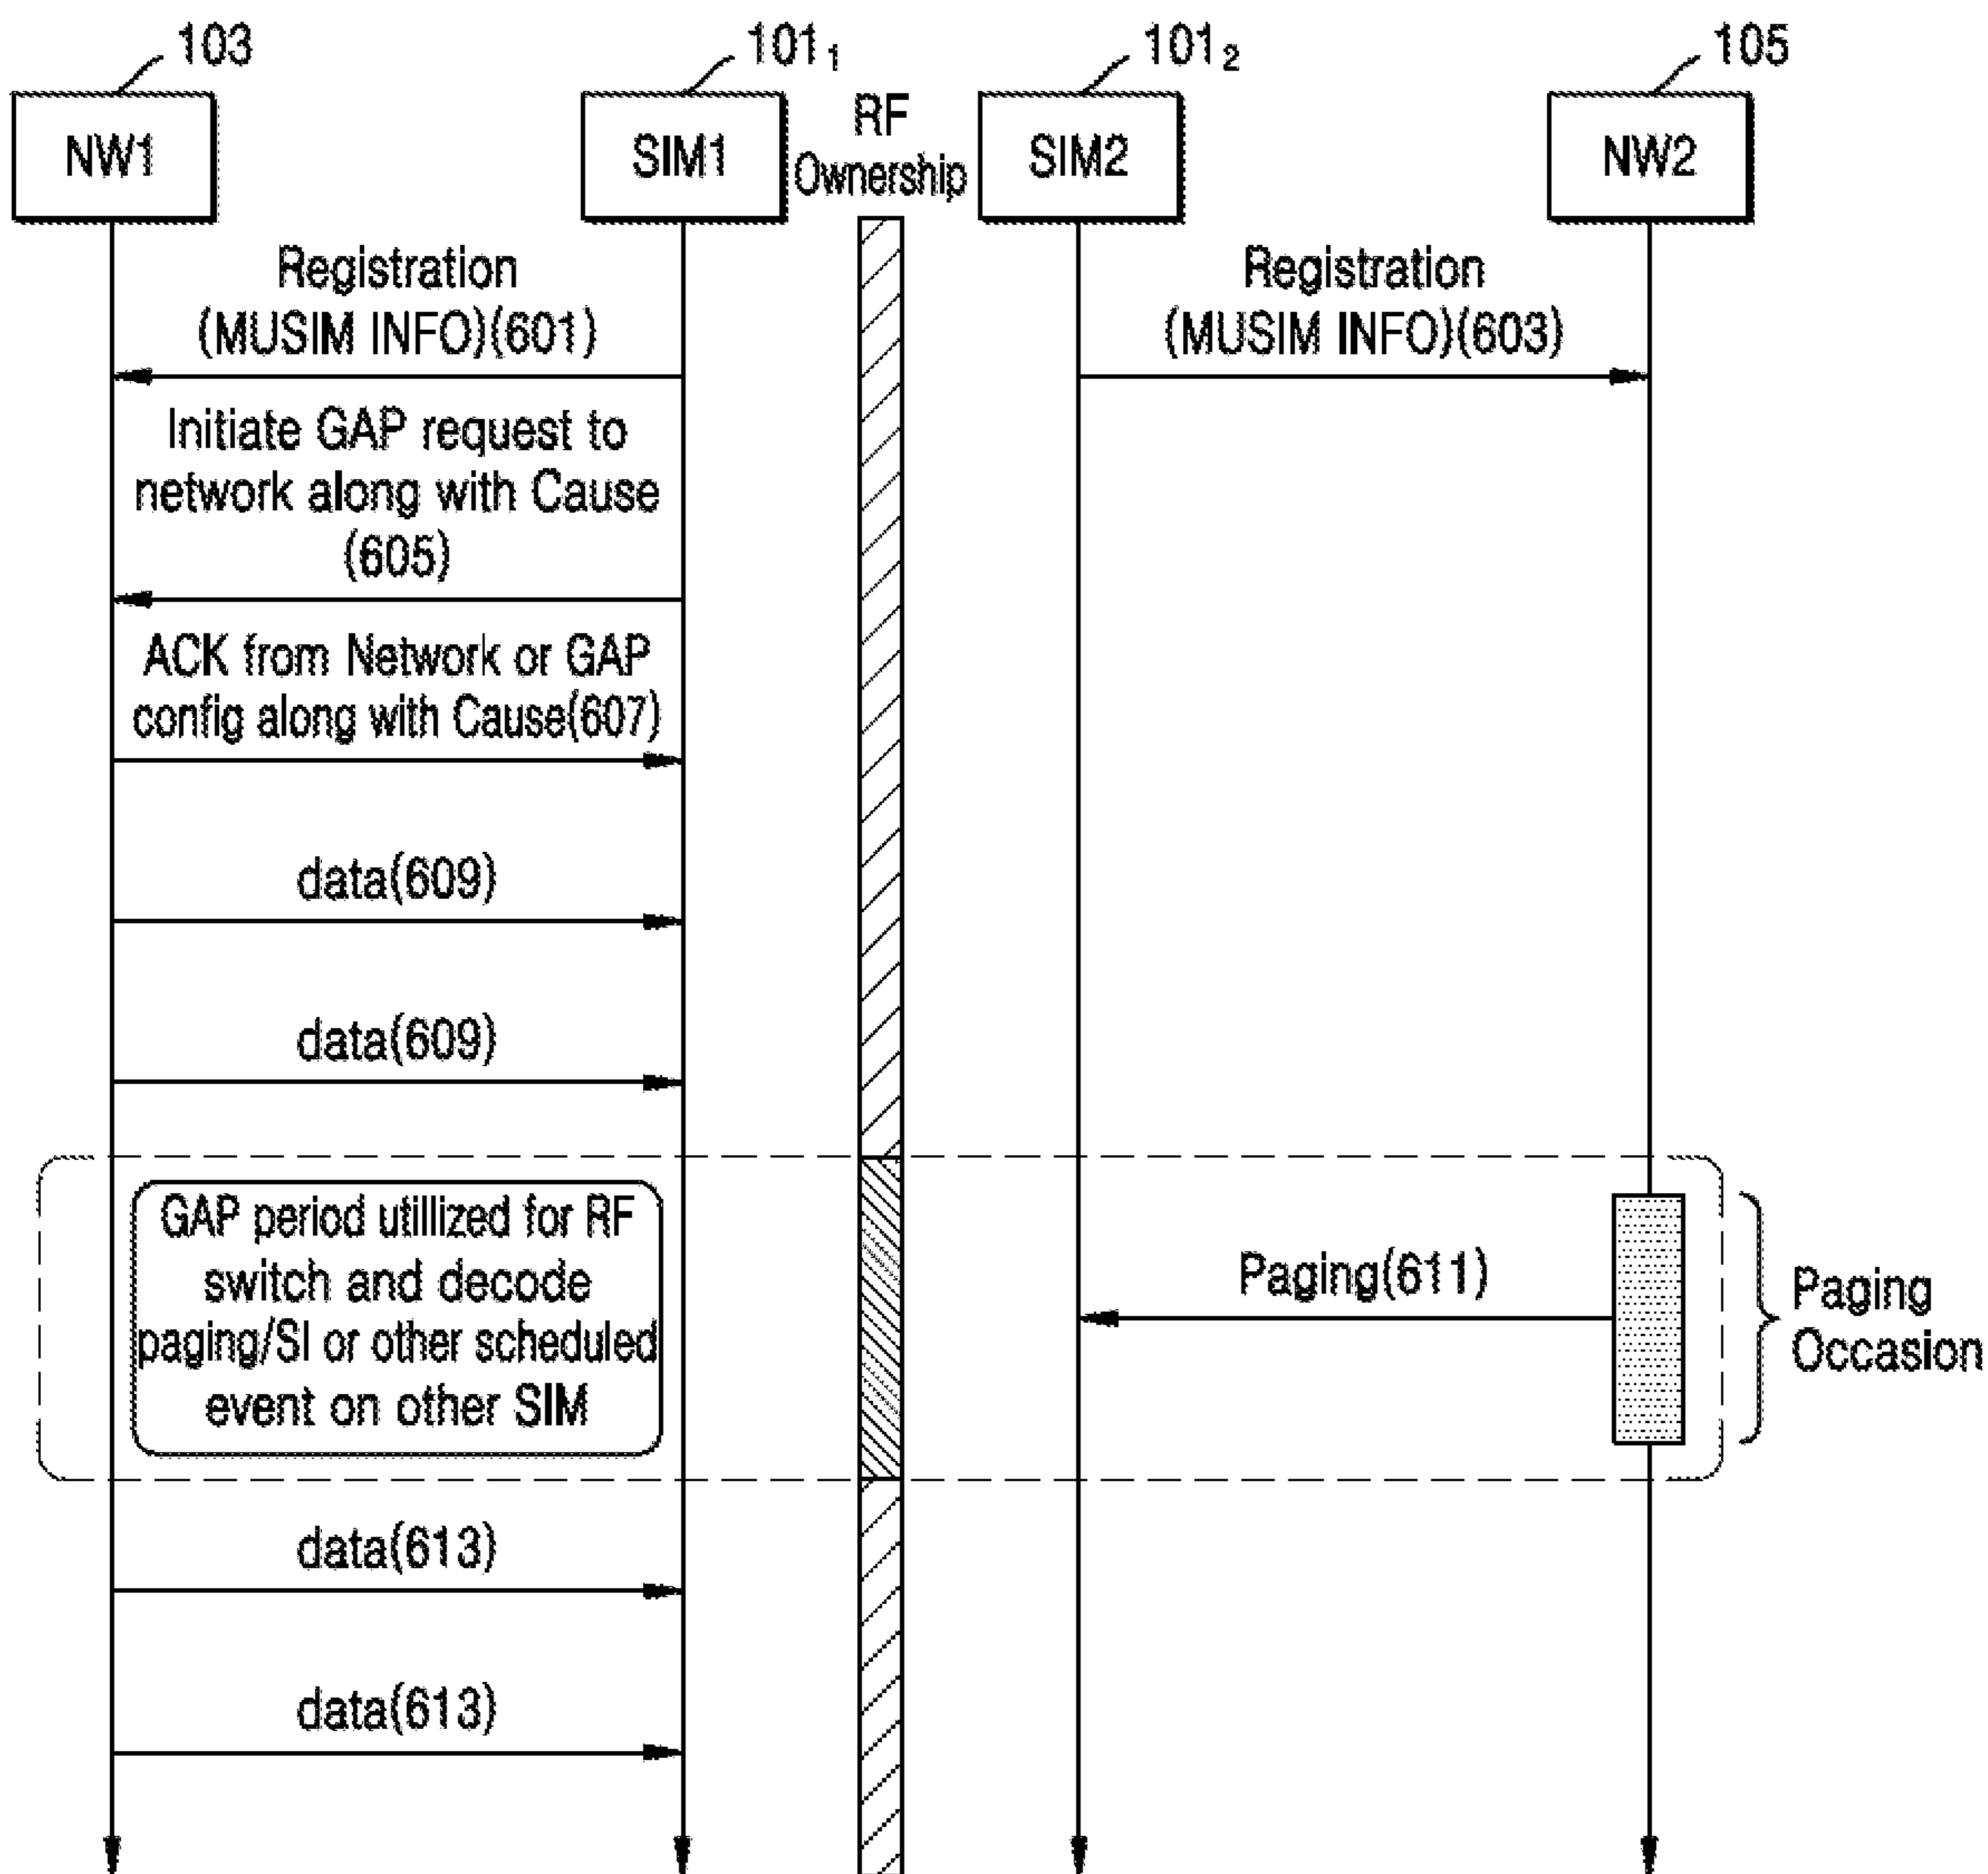 103
101₁
101₂
105
NW1
SIM1
RF
Ownership
SIM2
NW2
Registration
(MUSIM INFO)(601)
Registration
(MUSIM INFO)(603)
Initiate GAP request to
network along with Cause
(605)
ACK from Network or GAP
config along with Cause(607)
data(609)
data(609)
GAP period utillized for RF
switch and decode
paging/SI or other scheduled
event on other SIM
Paging(611)
Paging
Occasion
data(613)
data(613)